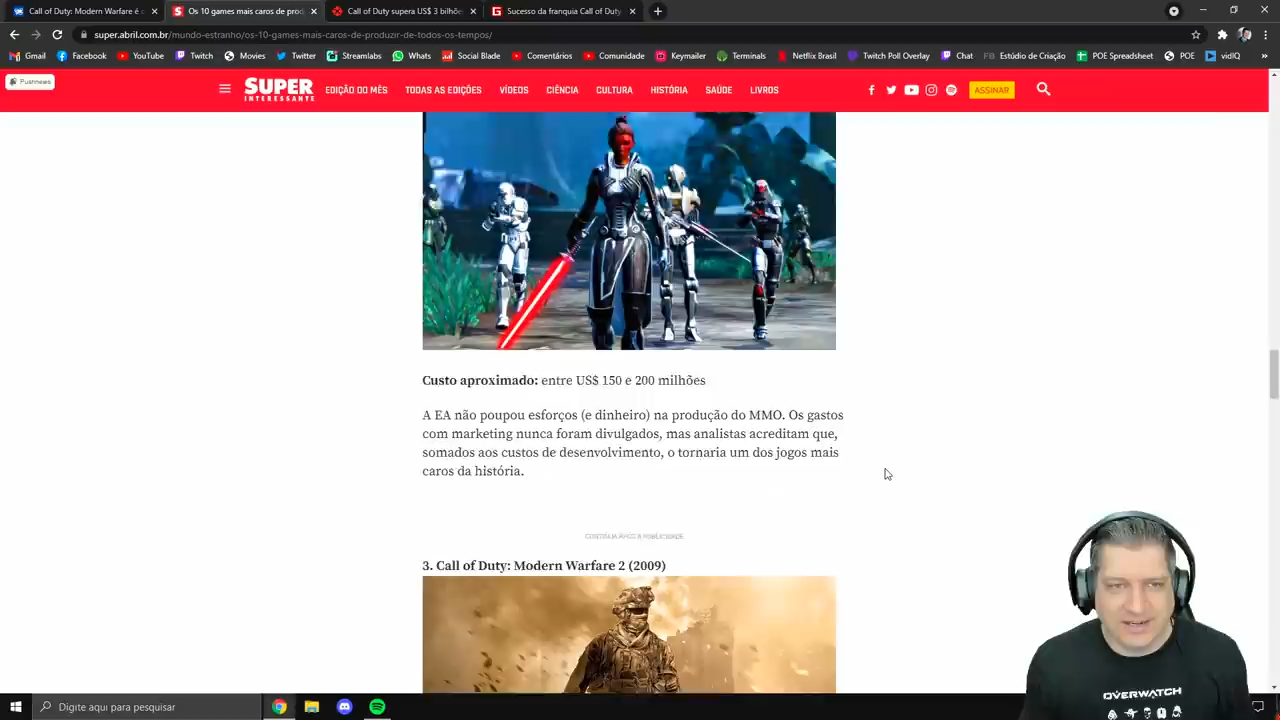 Call of Duty: Modern Warfare é c
Os 10 games mais caros de prod
Call of Duty supera US$ 3 bilhões
Sucesso da franquia Call of Duty
super.abril.com.br/mundo-estranho/os-10-games-mais-caros-de-produzir-de-todos-os-tempos/
Gmail
Facebook
YouTube
Twitch
Twitter
Streamlabs
Whats
Super Chat
Comentários
Comunidade
Keymailer
Terminals
Netflix Brasil
Twitch Poll Overlay
Chat
FB Estúdio de Criação
POE Spreadsheet
POE
vidIQ
Pushnews
SUPER
INTERESSANTE
EDIÇÃO DO MÊS
TODAS AS EDIÇÕES
VÍDEOS
CIÊNCIA
CULTURA
HISTÓRIA
SAÚDE
LIVROS
ASSINAR
Custo aproximado: entre US$ 150 e 200 milhões
A EA não poupou esforços (e dinheiro) na produção do MMO. Os gastos
com marketing nunca foram divulgados, mas analistas acreditam que,
somados aos custos de desenvolvimento, o tornaria um dos jogos mais
caros da história.
CONTINUA APÓS A PUBLICIDADE
3. Call of Duty: Modern Warfare 2 (2009)
OVERWATCH
Digite aqui para pesquisar